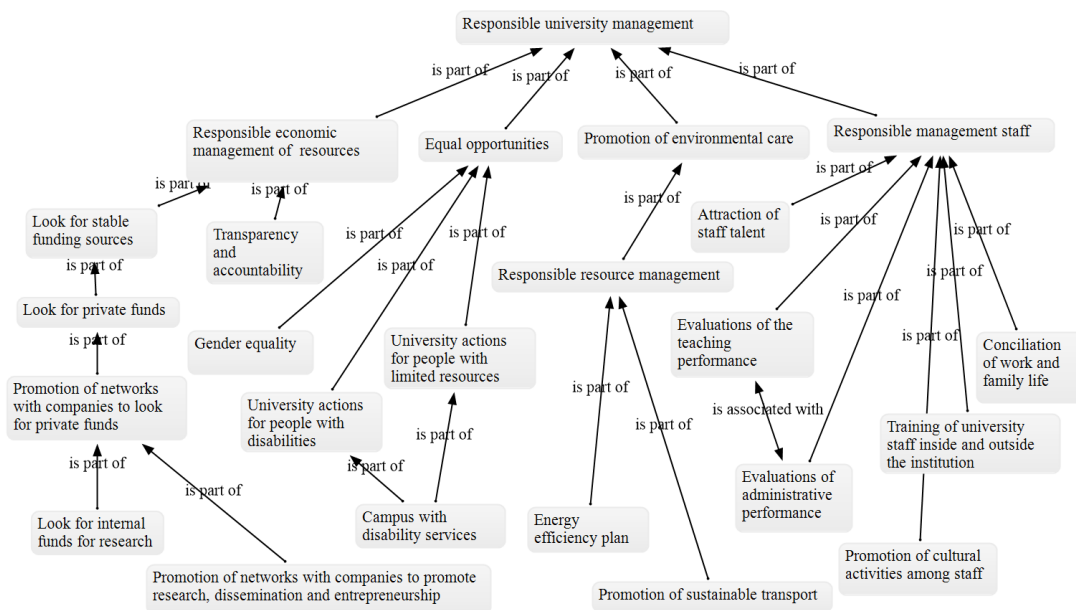 Responsible university management
is part of
is part of
is part of
is part of
Responsible economic
management of  resources
Equal opportunities
Promotion of environmental care
Responsible management staff
is part of
is part of
is part of
is part of
Look for stable
funding sources
Transparency
and
accountability
Attraction of
staff talent
is part of
is part of
is part of
is part of
is part of
Responsible resource management
is part of
is part of
Look for private funds
is part of
is part of
Gender equality
University actions
for people with
limited resources
Evaluations of the
teaching
performance
Conciliation
of work and
family life
Promotion of networks
with companies to look
for private funds
is part of
University actions
for people with
disabilities
is associated with
is part of
is part of
Training of university
staff inside and outside
the institution
is part of
is part of
is part of
Evaluations of
administrative
performance
Look for internal
funds for research
Campus with
disability services
Energy
efficiency plan
Promotion of cultural
activities among staff
Promotion of networks with companies to promote
research, dissemination and entrepreneurship
Promotion of sustainable transport